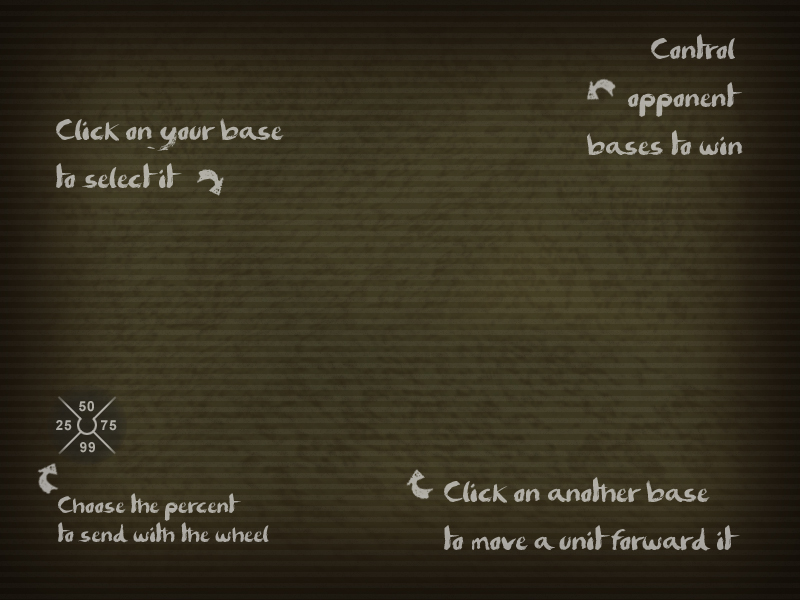 Control
opponent
bases to win
Click on your base
to select it
50
25 75
99
Choose the percent
to send with the wheel
Click on another base
to move a unit forward it